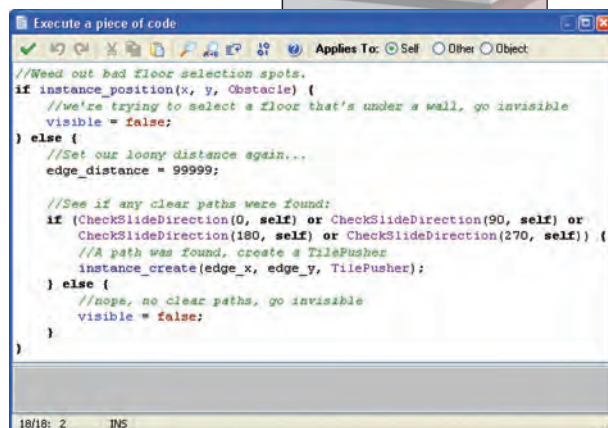 Execute a piece of code
Applies To: Self Other Object
//Weed out bad floor selection spots.
if instance_position(x, y, Obstacle) {
//we're trying to select a floor that's under a wall, go invisible
visible = false;
} else {
//Set our loony distance again...
edge_distance = 99999;
//See if any clear paths were found:
if (CheckSlideDirection(0, self) or CheckSlideDirection(90, self) or
CheckSlideDirection(180, self) or CheckSlideDirection(270, self)) {
//A path was found, create a TilePusher
instance_create(edge_x, edge_y, TilePusher);
} else {
//nope, no clear paths, go invisible
visible = false;
}
}
18/18: 2 INS